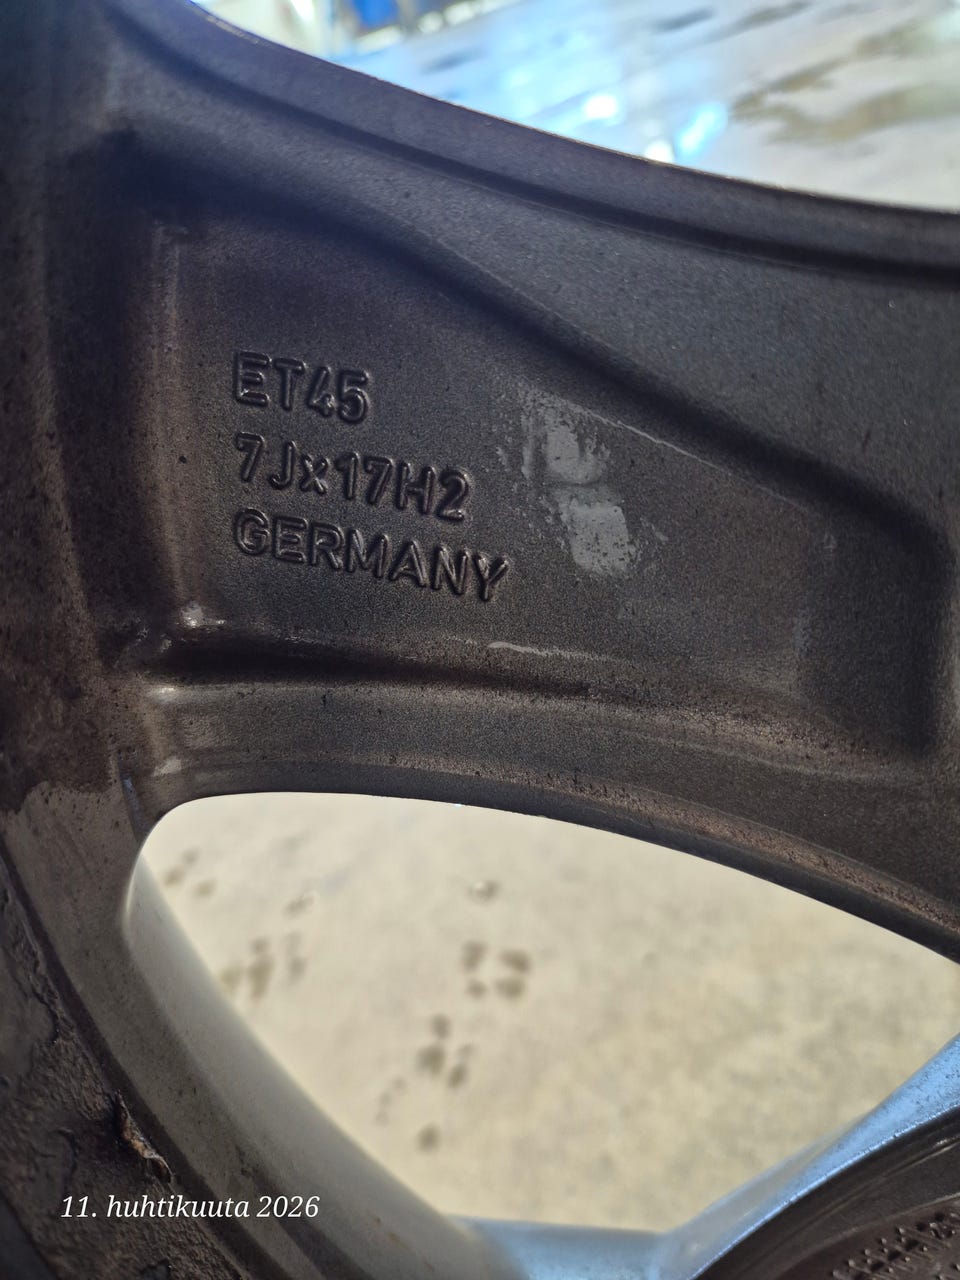 ET45
7Jx17H2
GERMANY
11. huhtikuuta 2026